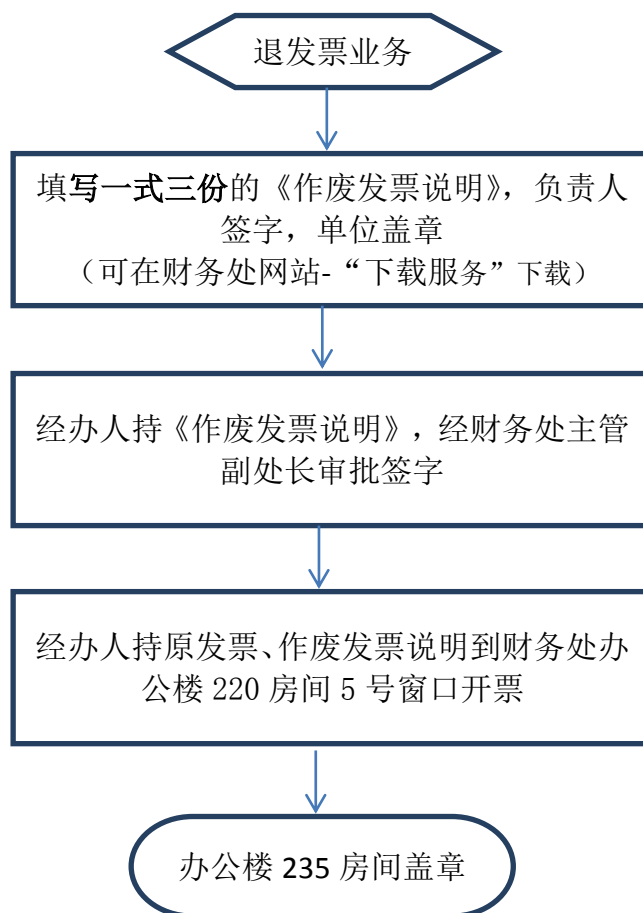 退发票业务
填写一式三份的《作废发票说明》，负责人
签字，单位盖章
（可在财务处网站-“下载服务”下载）
经办人持《作废发票说明》，经财务处主管
副处长审批签字
经办人持原发票、作废发票说明到财务处办
公楼 220 房间 5 号窗口开票
办公楼 235 房间盖章